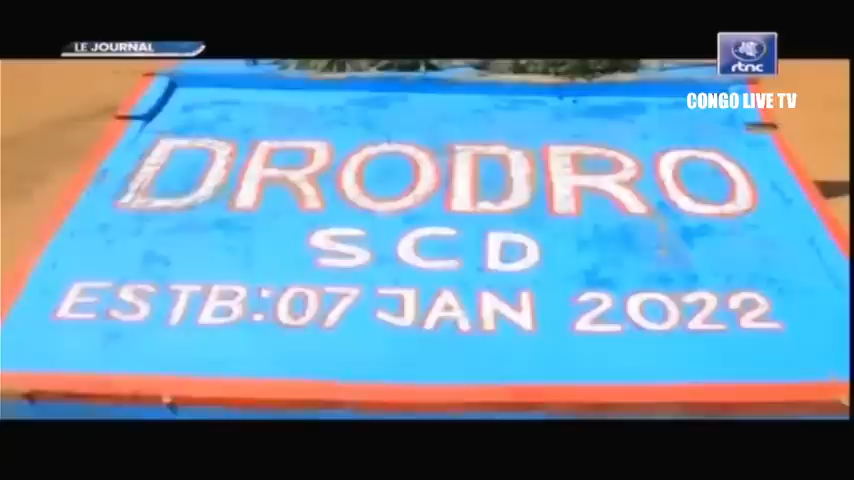 LE JOURNAL
rtnc
CONGO LIVE TV
DRODRO
SCD
ESTB:07 JAN 2022